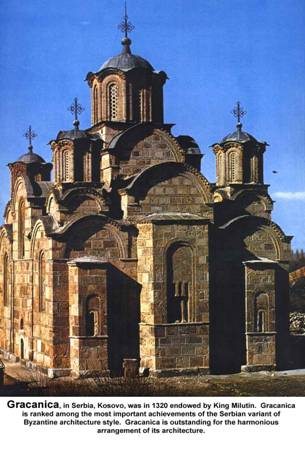 Gracanica, in Serbia, Kosovo, was in 1320 endowed by King Milutin.  Gracanica
is ranked among the most important achievements of the Serbian variant of
Byzantine architecture style.  Gracanica is outstanding for the harmonious
arrangement of its architecture.